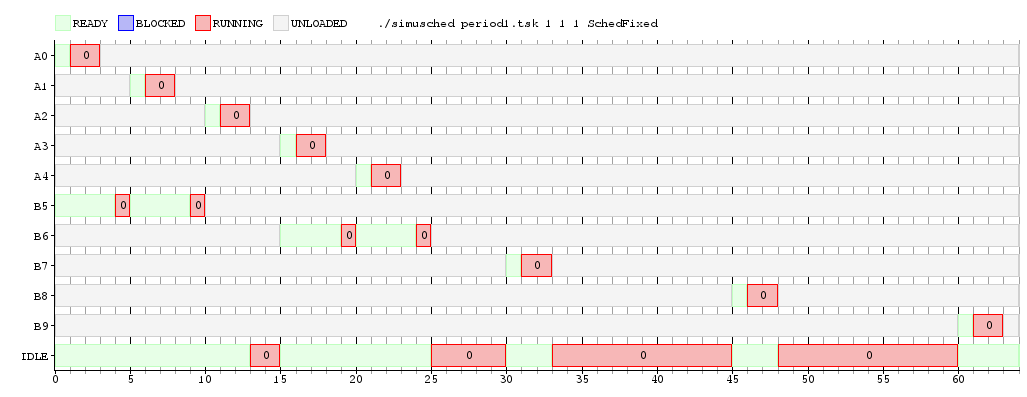 READY BLOCKED RUNNING UNLOADED ./simusched period1.tsk 1 1 1 SchedFixed
A0 0
A1 0
A2 0
A3 0
A4 0
B5 0 0
B6 0 0
B7 0
B8 0
B9 0
IDLE 0 0 0 0
0 5 10 15 20 25 30 35 40 45 50 55 60